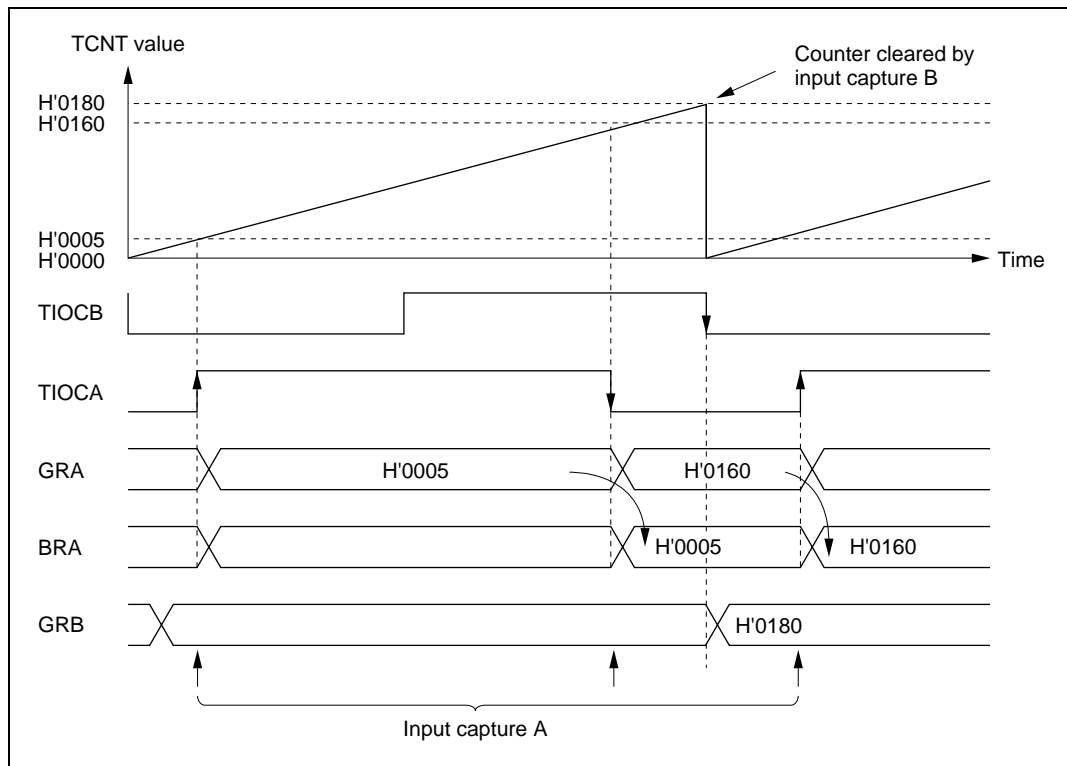 TCNT value
Counter cleared by
input capture B
H'0180
H'0160
H'0005
H'0000
Time
TIOCB
TIOCA
GRA
H'0005
H'0160
BRA
H'0005
H'0160
GRB
H'0180
Input capture A